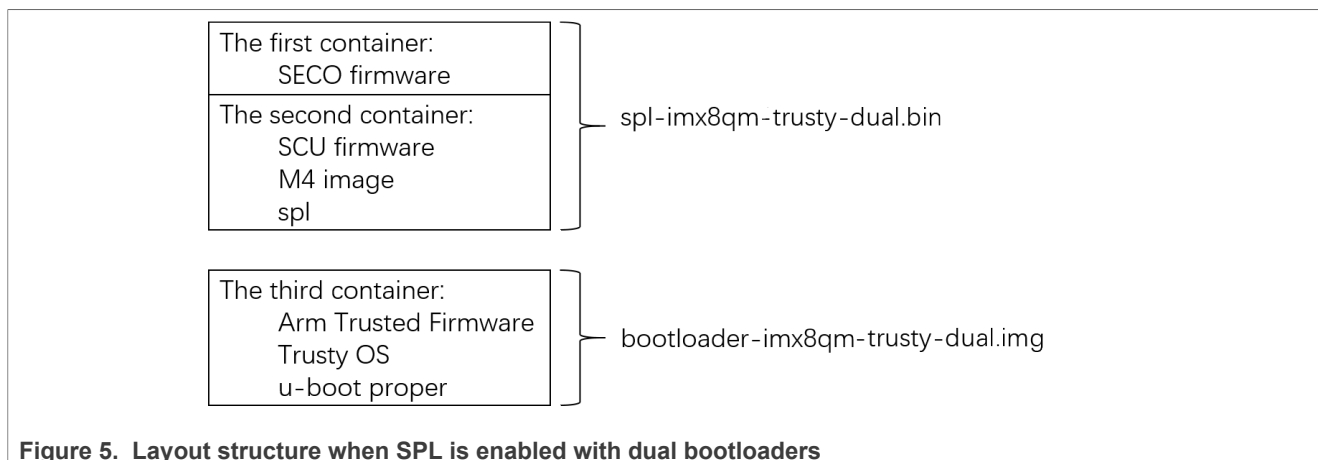 The first container:
SECO firmware
The second container:
SCU firmware
M4 image
spl
spl-imx8qm-trusty-dual.bin
The third container:
Arm Trusted Firmware
Trusty OS
u-boot proper
bootloader-imx8qm-trusty-dual.img
Figure 5. Layout structure when SPL is enabled with dual bootloaders